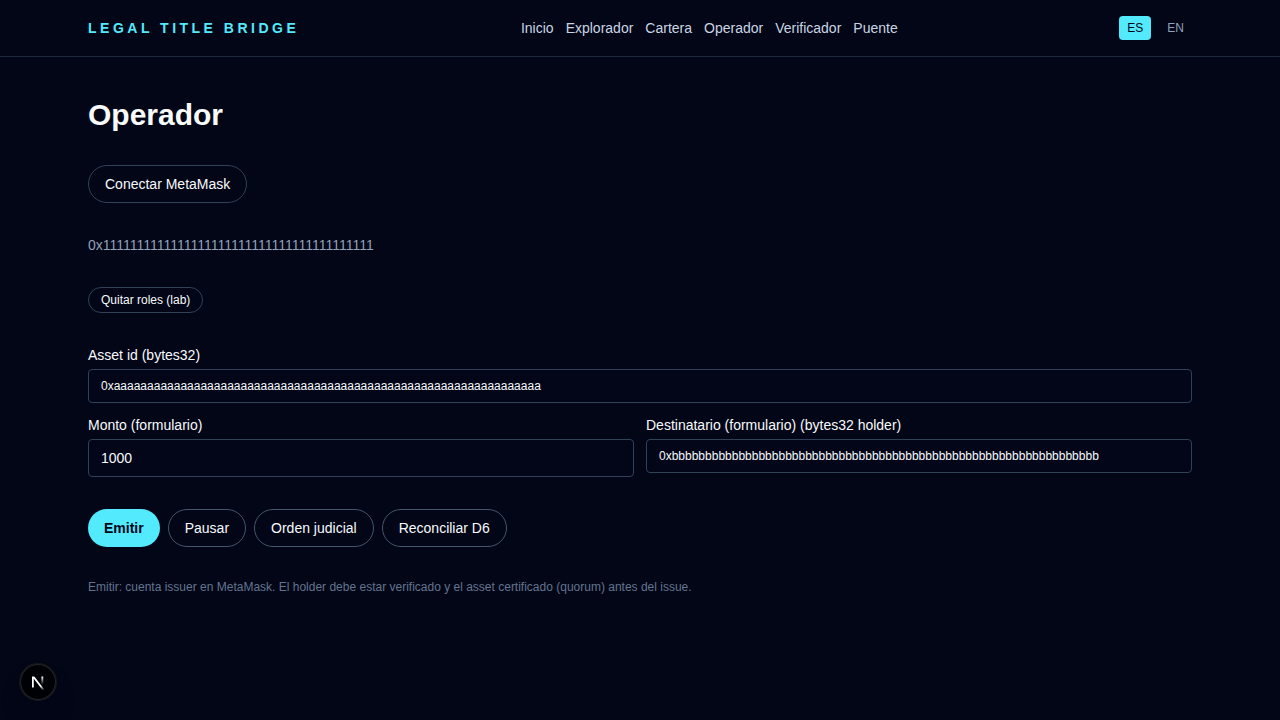 LEGAL TITLE BRIDGE
Inicio Explorador Cartera Operador Verificador Puente
ES EN
Operador
Conectar MetaMask
0x1111111111111111111111111111111111111111
Quitar roles (lab)
Asset id (bytes32)
0xaaaaaaaaaaaaaaaaaaaaaaaaaaaaaaaaaaaaaaaaaaaaaaaaaaaaaaaaaaaaaaaa
Monto (formulario)
1000
Destinatario (formulario) (bytes32 holder)
0xbbbbbbbbbbbbbbbbbbbbbbbbbbbbbbbbbbbbbbbbbbbbbbbbbbbbbbbbbbbbbbbb
Emitir Pausar Orden judicial Reconciliar D6
Emitir: cuenta issuer en MetaMask. El holder debe estar verificado y el asset certificado (quorum) antes del issue.
N